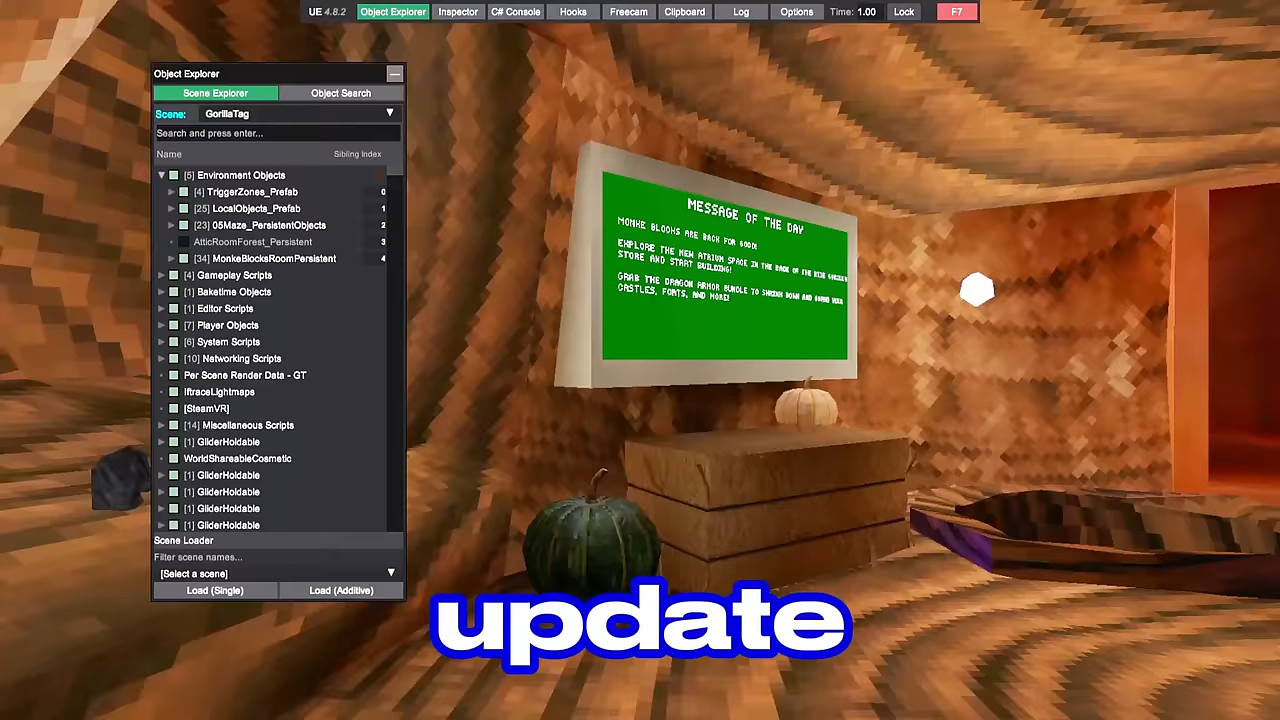 UE 4.8.2 Object Explorer Inspector C# Console Hooks Freecam Clipboard Log Options Time: 1.00 Lock F7
Object Explorer —
Scene Explorer Object Search
Scene: GorillaTag ▼
Search and press enter...
Name Sibling Index
▼ [5] Environment Objects
► [4] TriggerZones_Prefab 0
► [25] LocalObjects_Prefab 1
► [23] 05Maze_PersistentObjects 2
AtticRoomForest_Persistent 3
► [34] MonkeBlocksRoomPersistent 4
► [4] Gameplay Scripts
► [1] Baketime Objects
► [1] Editor Scripts
► [7] Player Objects
► [6] System Scripts
► [10] Networking Scripts
Per Scene Render Data - GT
!ftraceLightmaps
[SteamVR]
► [14] Miscellaneous Scripts
► [1] GliderHoldable
WorldShareableCosmetic
► [1] GliderHoldable
► [1] GliderHoldable
► [1] GliderHoldable
► [1] GliderHoldable
Scene Loader
Filter scene names...
[Select a scene] ▼
Load (Single) Load (Additive)
MESSAGE OF THE DAY
MONKE BLOCKS ARE BACK FOR GOOD!
EXPLORE THE NEW ATRIUM SPACE IN THE BACK OF THE
STORE AND START BUILDING!
GRAB THE DRAGON ARMOR BUNDLE TO SHRINK DOWN AND
CASTLES, FORTS, AND MORE!
update